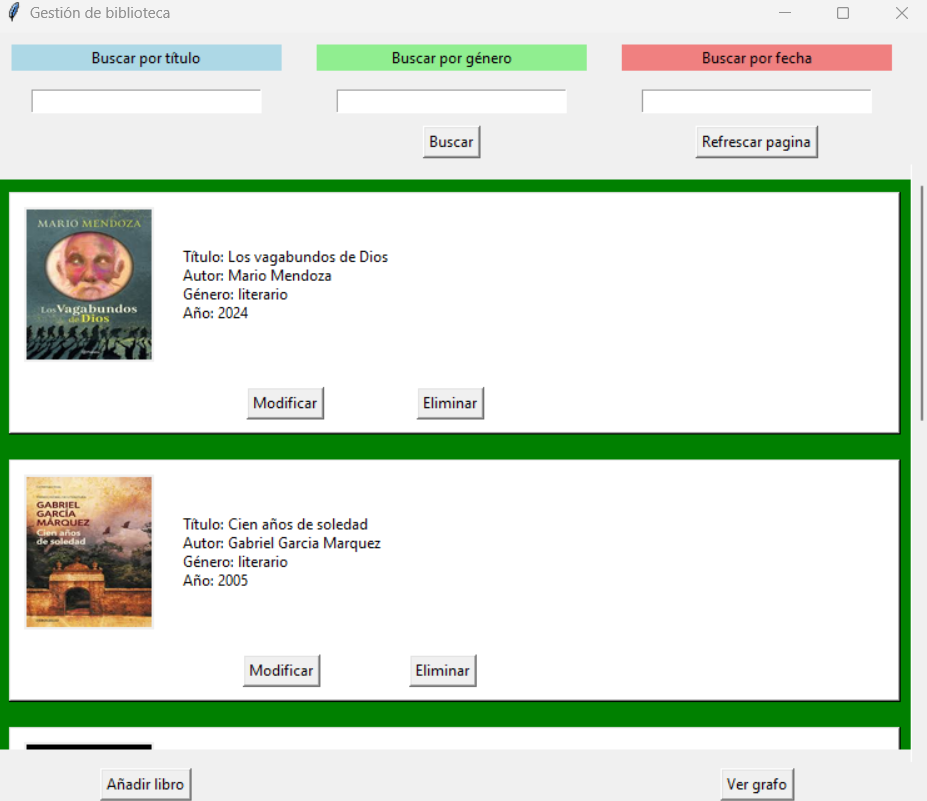 Gestión de biblioteca
Buscar por título
Buscar por género
Buscar por fecha
Buscar
Refrescar pagina
MARIO MENDOZA
Los Vagabundos
de Dios
Título: Los vagabundos de Dios
Autor: Mario Mendoza
Género: literario
Año: 2024
Modificar
Eliminar
GABRIEL
GARCÍA
MÁRQUEZ
Cien años
de soledad
Título: Cien años de soledad
Autor: Gabriel Garcia Marquez
Género: literario
Año: 2005
Modificar
Eliminar
Añadir libro
Ver grafo